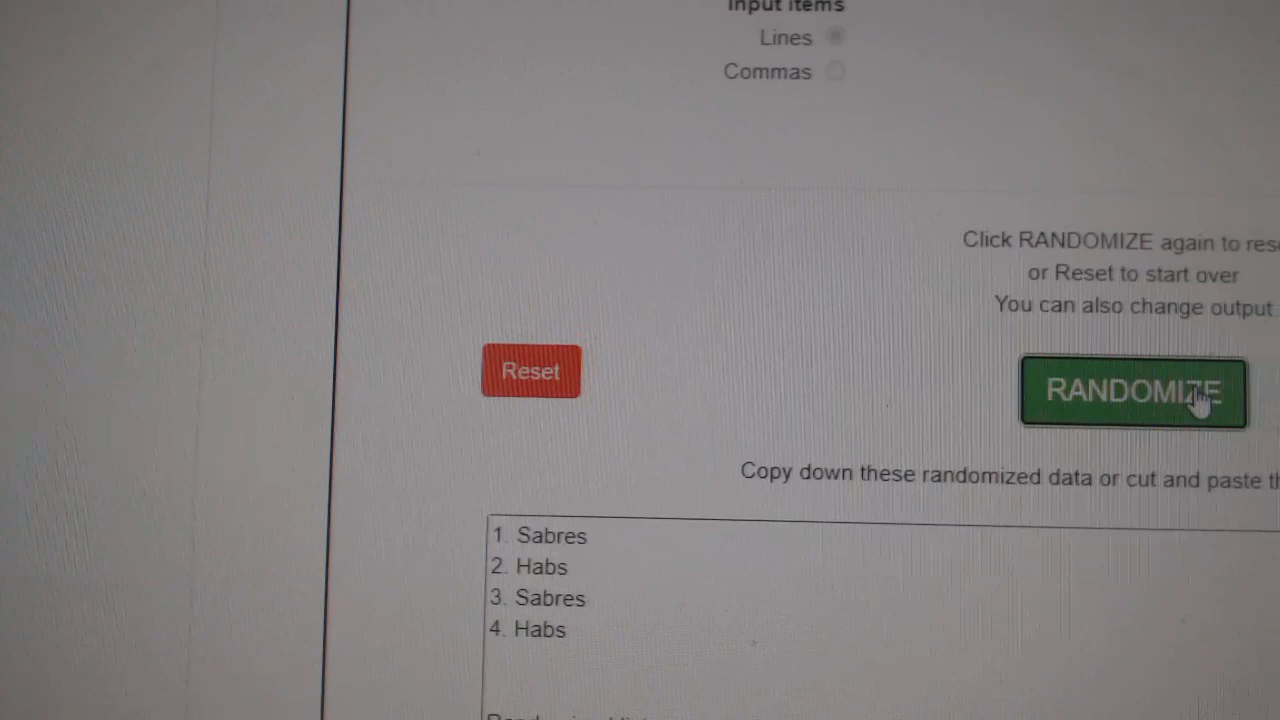 Input items
Lines
Commas
Click RANDOMIZE again to
or Reset to start over
You can also change output
Reset
RANDOMIZE
Copy down these randomized data or cut and paste
1. Sabres
2. Habs
3. Sabres
4. Habs